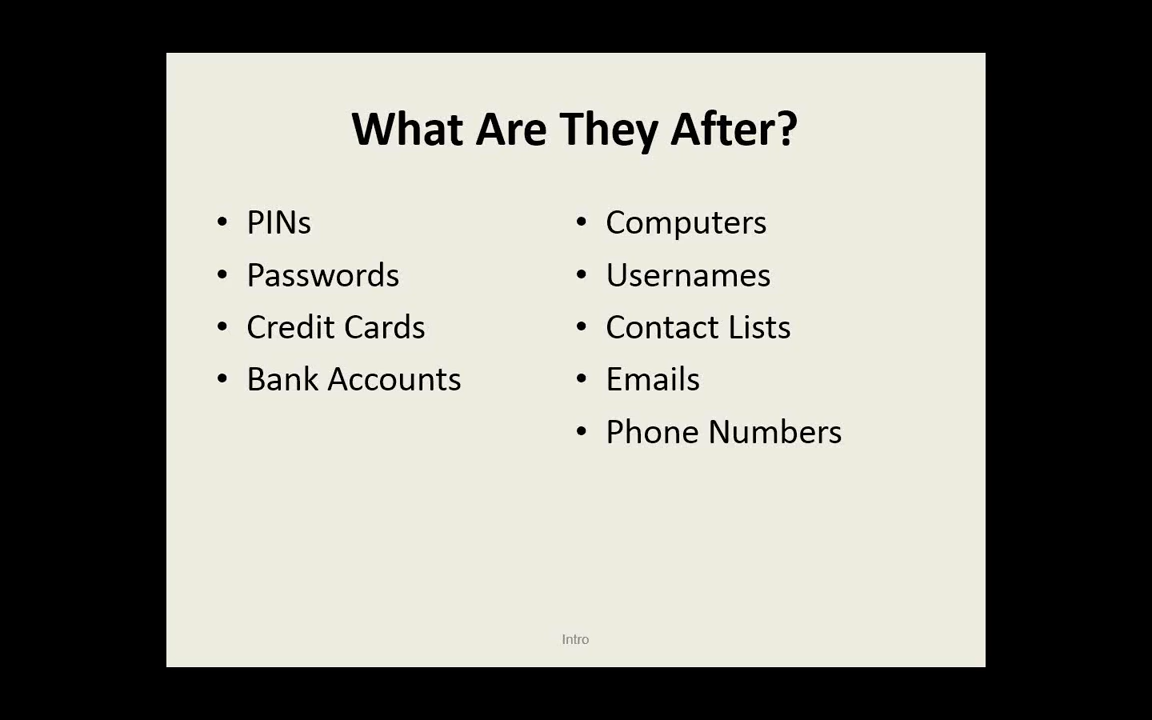 What Are They After?
• PINs
• Passwords
• Credit Cards
• Bank Accounts
• Computers
• Usernames
• Contact Lists
• Emails
• Phone Numbers
Intro